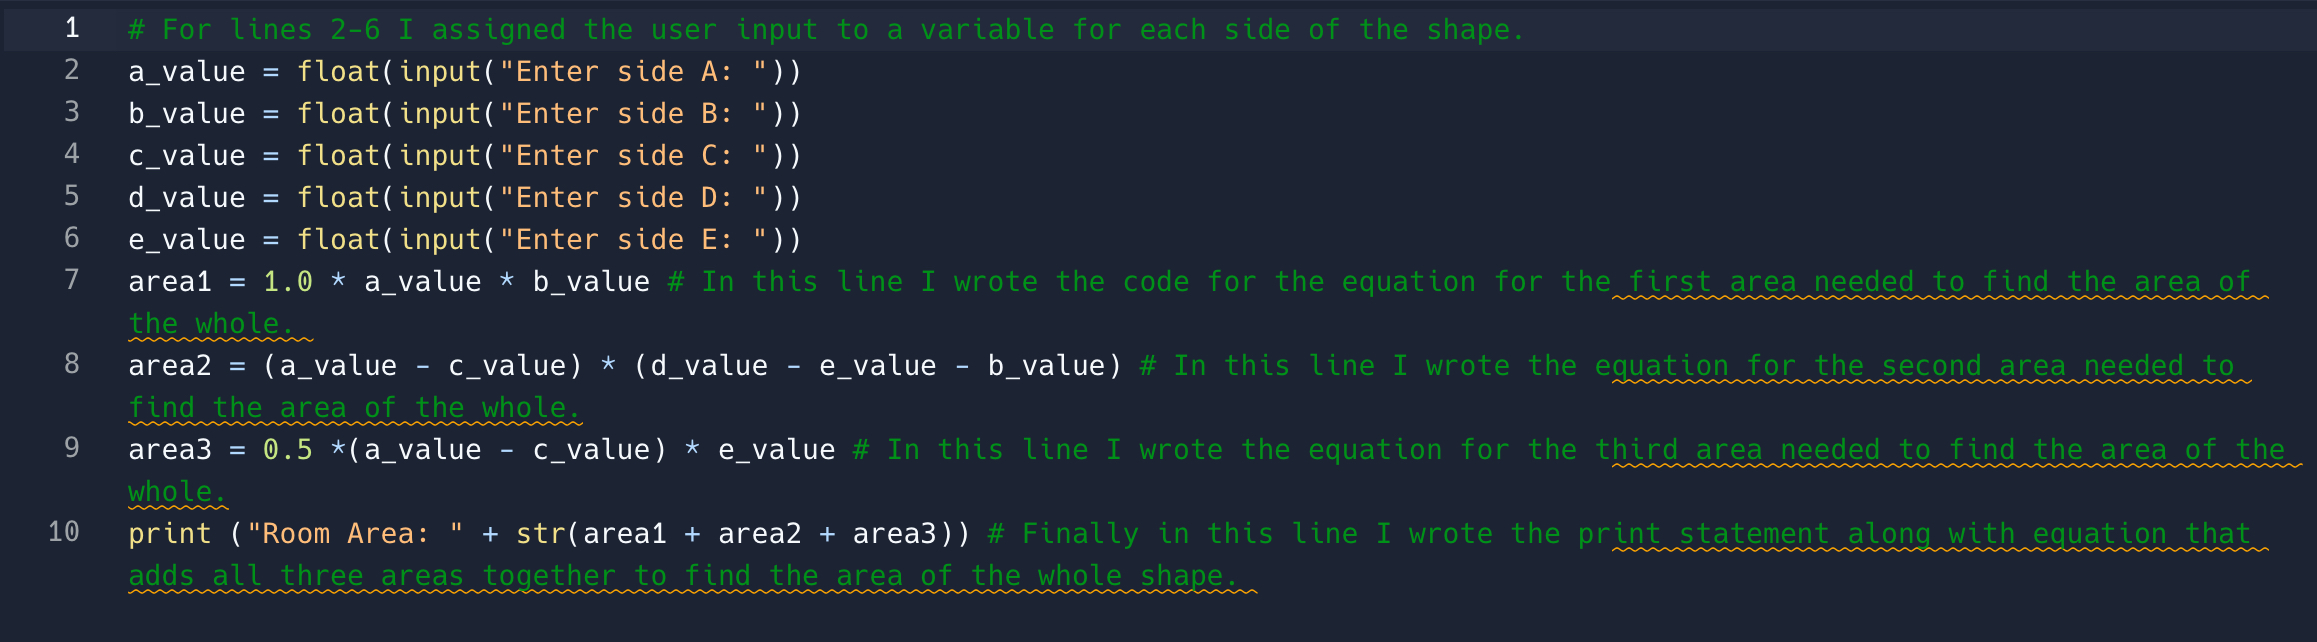 1 # For lines 2-6 I assigned the user input to a variable for each side of the shape.
2 a_value = float(input("Enter side A: "))
3 b_value = float(input("Enter side B: "))
4 c_value = float(input("Enter side C: "))
5 d_value = float(input("Enter side D: "))
6 e_value = float(input("Enter side E: "))
7 area1 = 1.0 * a_value * b_value # In this line I wrote the code for the equation for the first area needed to find the area of
the whole.
8 area2 = (a_value - c_value) * (d_value - e_value - b_value) # In this line I wrote the equation for the second area needed to
find the area of the whole.
9 area3 = 0.5 *(a_value - c_value) * e_value # In this line I wrote the equation for the third area needed to find the area of the
whole.
10 print ("Room Area: " + str(area1 + area2 + area3)) # Finally in this line I wrote the print statement along with equation that
adds all three areas together to find the area of the whole shape.